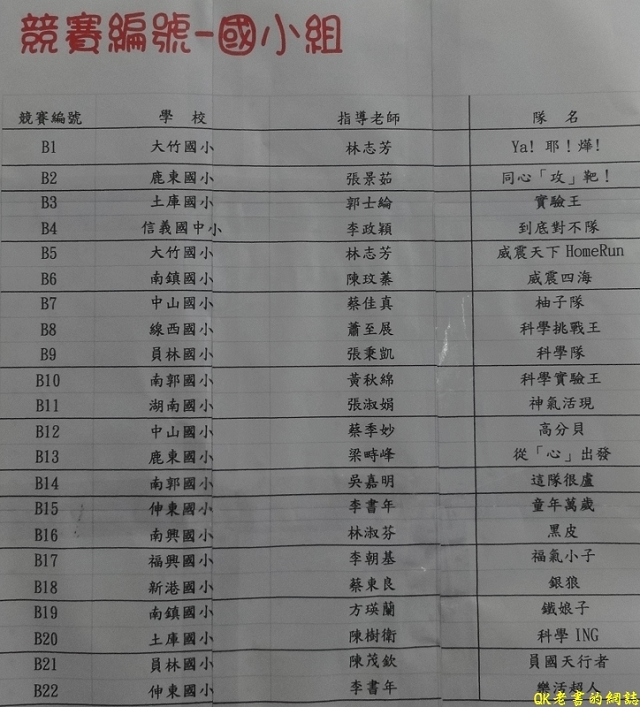 競賽編號-國小組
競賽編號 學校 指導老師 隊名
B1 大竹國小 林志芳 Ya! 耶!燁!
B2 鹿東國小 張景茹 同心「攻」靶!
B3 土庫國小 郭士綸 實驗王
B4 信義國中小 李政穎 到底對不隊
B5 大竹國小 林志芳 威震天下 HomeRun
B6 南鎮國小 陳玟蓁 威震四海
B7 中山國小 蔡佳真 柚子隊
B8 線西國小 蕭至展 科學挑戰王
B9 員林國小 張秉凱 科學隊
B10 南郭國小 黃秋綿 科學實驗王
B11 湖南國小 張淑娟 神氣活現
B12 中山國小 蔡季妙 高分貝
B13 鹿東國小 梁時峰 從「心」出發
B14 南郭國小 吳嘉明 這隊很盧
B15 伸東國小 李書年 童年萬歲
B16 南興國小 林淑芬 黑皮
B17 福興國小 李朝基 福氣小子
B18 新港國小 蔡東良 銀狼
B19 南鎮國小 方瑛蘭 鐵娘子
B20 土庫國小 陳樹衛 科學 ING
B21 員林國小 陳茂欽 員國天行者
B22 伸東國小 李書年 樂活超人
QK老書的網誌